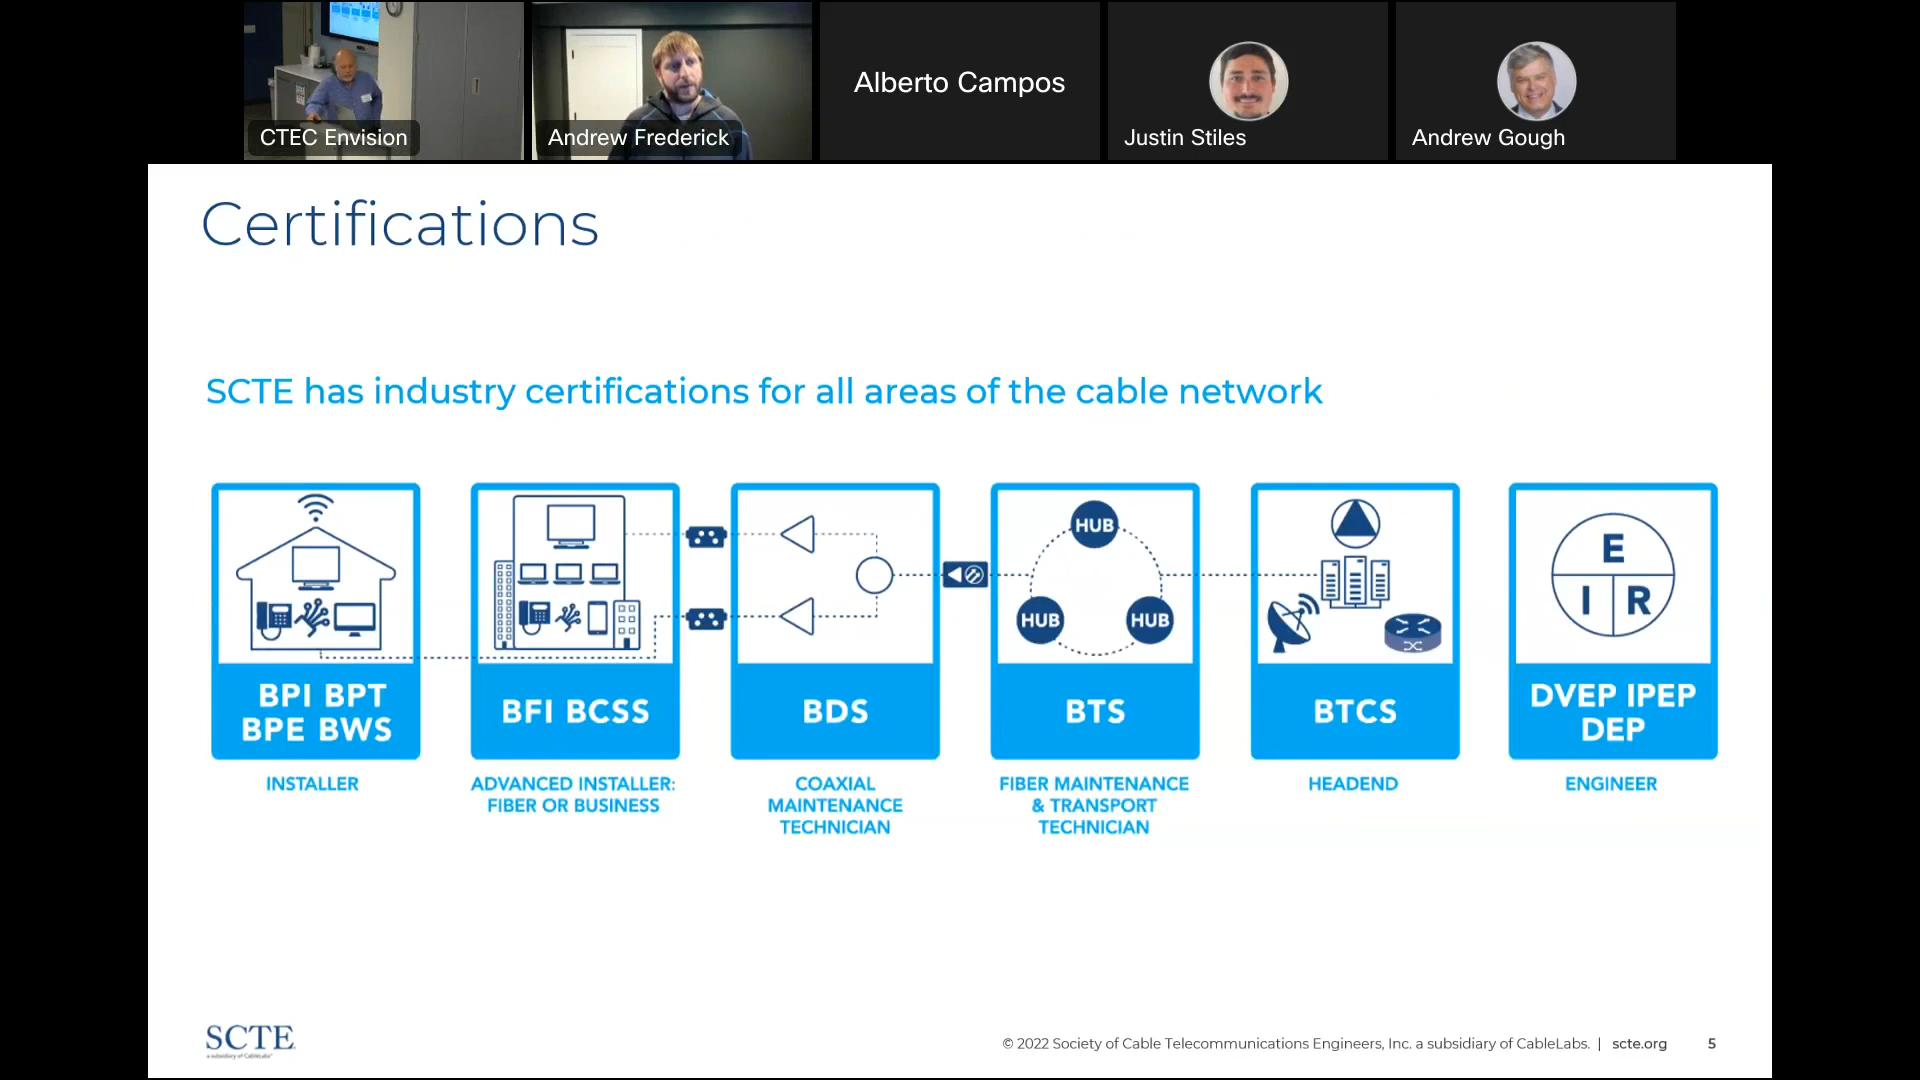 CTEC Envision
Andrew Frederick
Alberto Campos
Justin Stiles
Andrew Gough
Certifications
SCTE has industry certifications for all areas of the cable network
HUB
HUB
HUB
E
I R
BPI BPT
BPE BWS
BFI BCSS
BDS
BTS
BTCS
DVEP IPEP
DEP
INSTALLER
ADVANCED INSTALLER:
FIBER OR BUSINESS
COAXIAL
MAINTENANCE
TECHNICIAN
FIBER MAINTENANCE
& TRANSPORT
TECHNICIAN
HEADEND
ENGINEER
SCTE
a subsidiary of CableLabs
© 2022 Society of Cable Telecommunications Engineers, Inc. a subsidiary of CableLabs. | scte.org 5